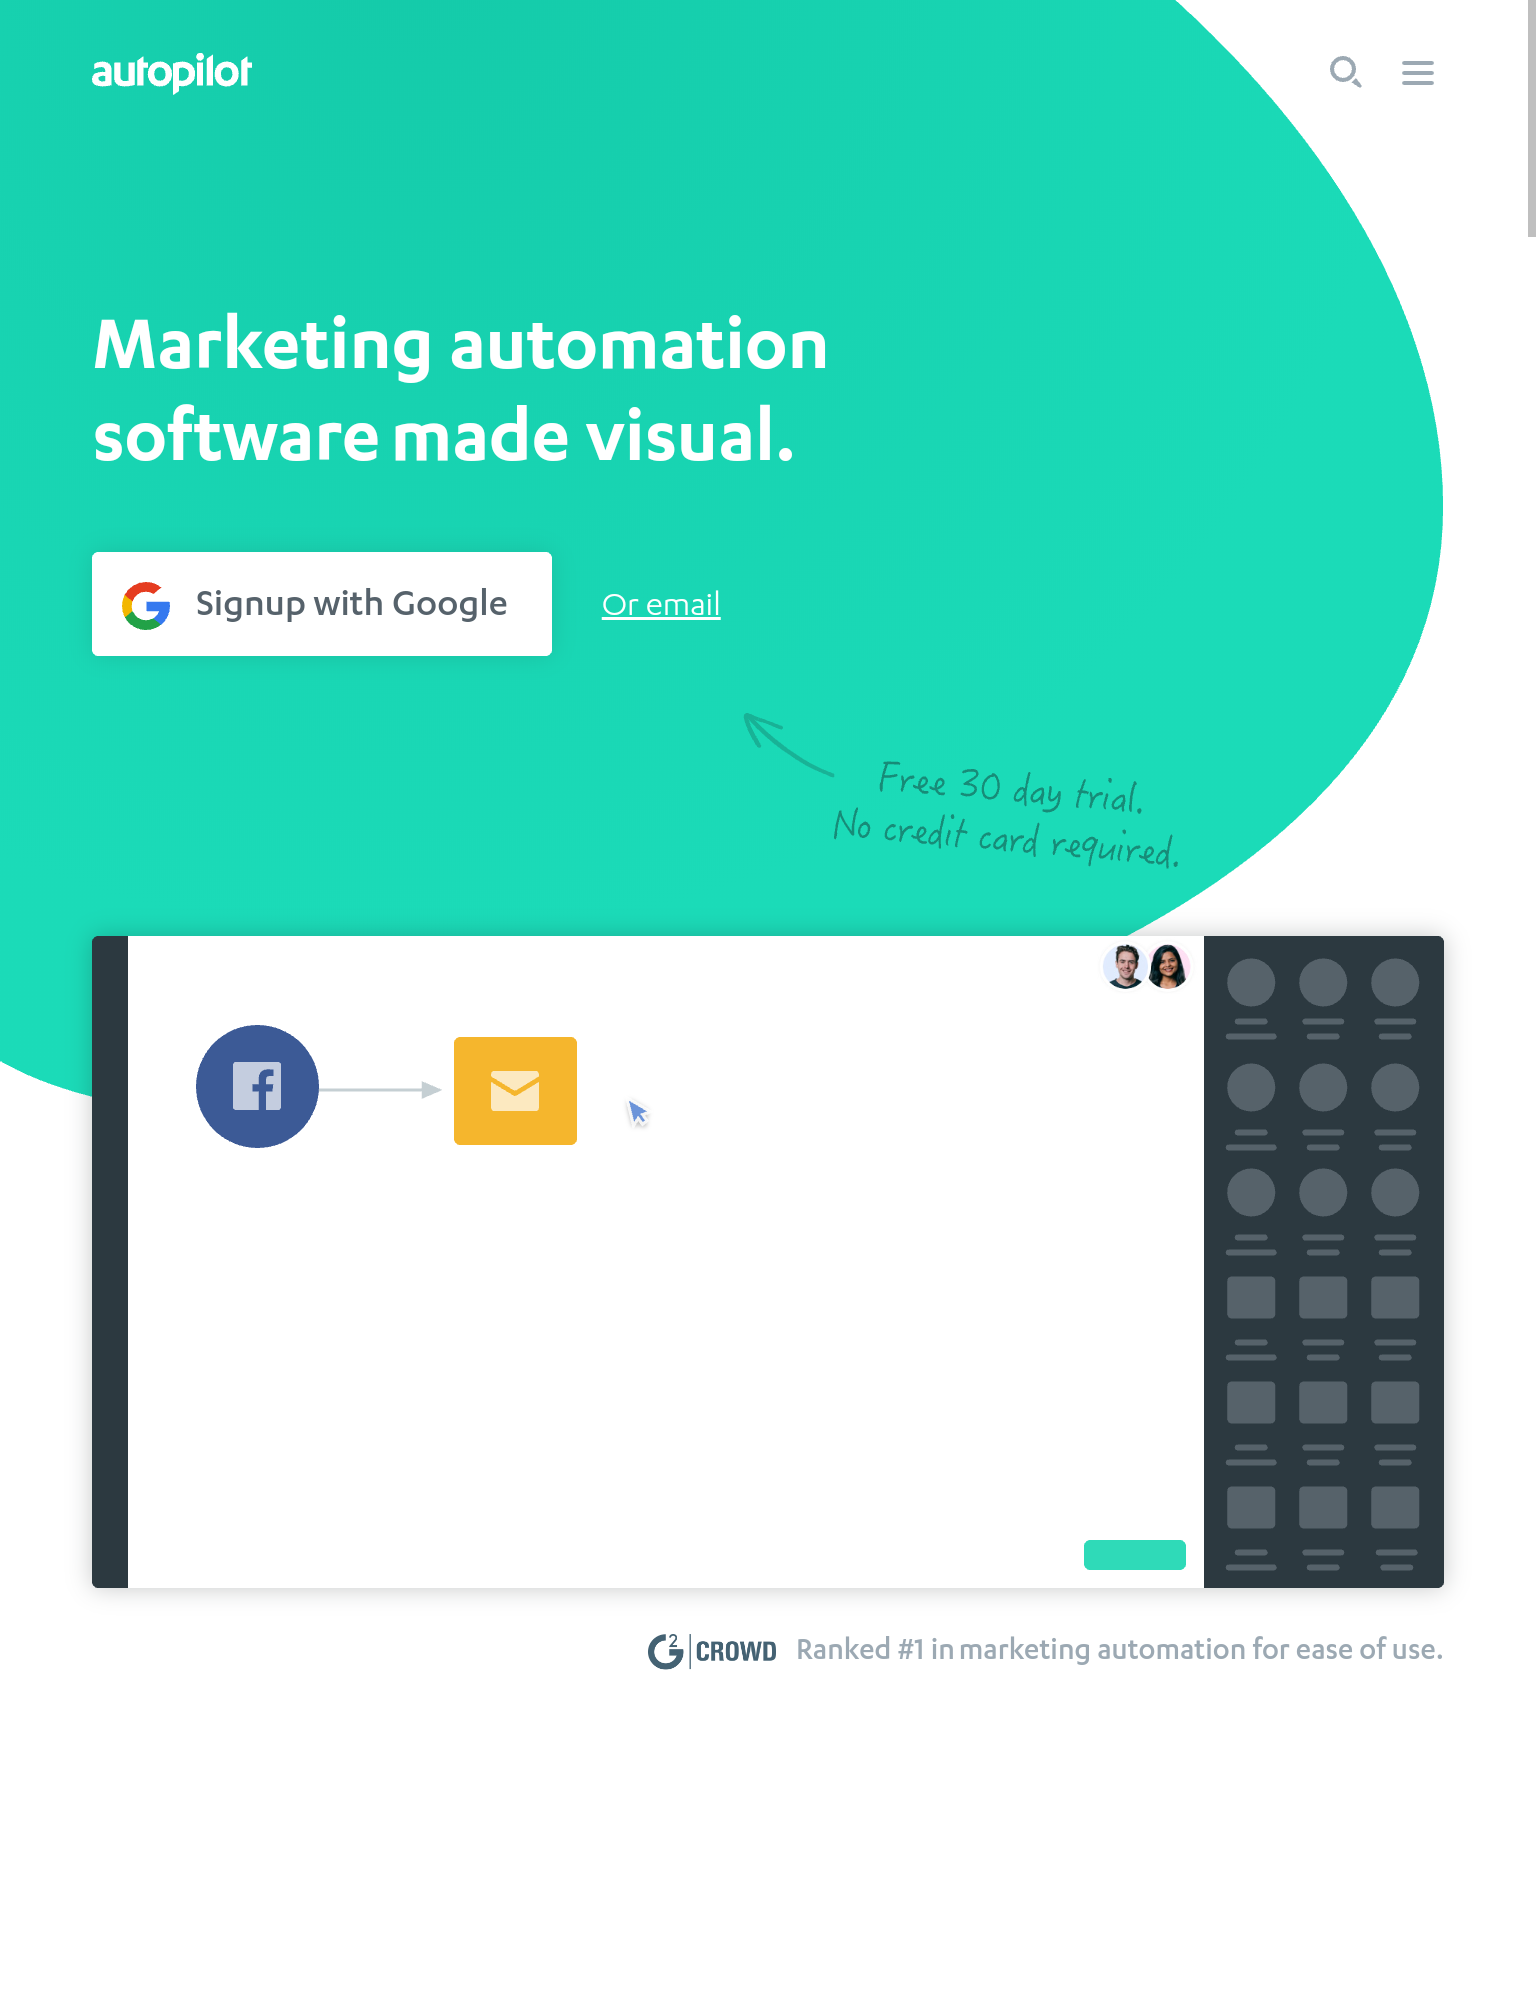 autopilot
Marketing automation
software made visual.
Signup with Google
Or email
Free 30 day trial.
No credit card required.
G2 | CROWD
Ranked #1 in marketing automation for ease of use.